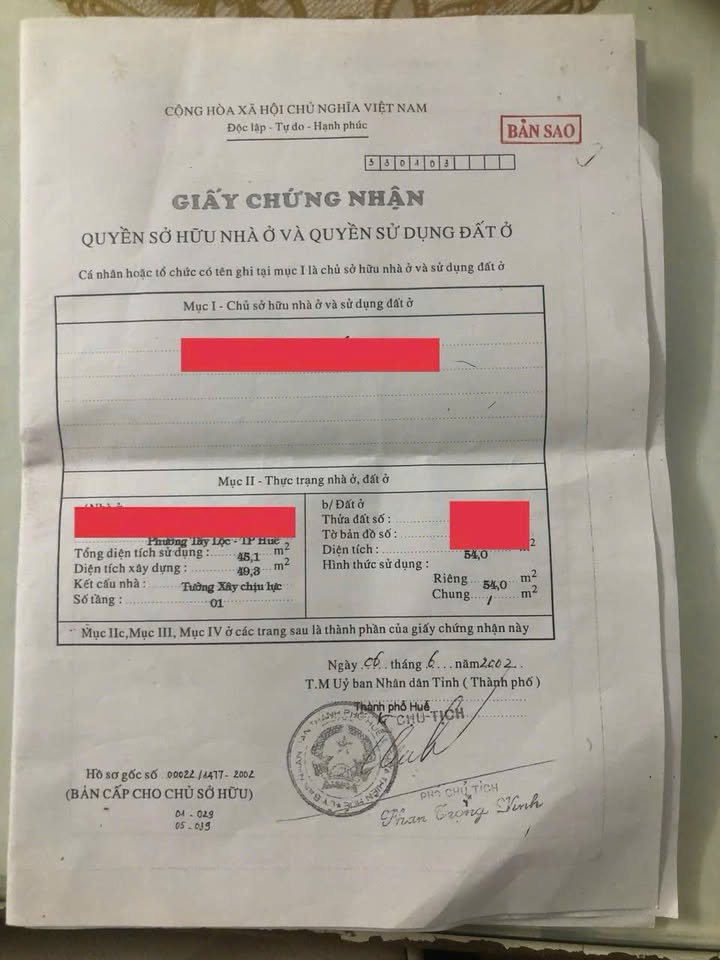 CỘNG HÒA XÃ HỘI CHỦ NGHĨA VIỆT NAM
Độc lập - Tự do - Hạnh phúc
BẢN SAO
330103
GIẤY CHỨNG NHẬN
QUYỀN SỞ HỮU NHÀ Ở VÀ QUYỀN SỬ DỤNG ĐẤT Ở
Cá nhân hoặc tổ chức có tên ghi tại mục I là chủ sở hữu nhà ở và sử dụng đất ở
Mục I - Chủ sở hữu nhà ở và sử dụng đất ở
Mục II - Thực trạng nhà ở, đất ở
Phường Tây Lộc - TP Huế
Tổng diện tích sử dụng : 45,1 m2
Diện tích xây dựng : 49,3 m2
Kết cấu nhà : Tường Xây chịu lực
Số tầng : 01
b/ Đất ở
Thửa đất số :
Tờ bản đồ số :
Diện tích : 54,0 m2
Hình thức sử dụng :
Riêng 54,0 m2
Chung / m2
Mục IIc,Mục III, Mục IV ở các trang sau là thành phần của giấy chứng nhận này
Ngày 06 tháng 6 năm 2002
T.M Uỷ ban Nhân dân Tỉnh ( Thành phố )
Thành phố Huế
CHỦ TỊCH
PHÓ CHỦ TỊCH
Phan Trọng Vinh
Hồ sơ gốc số 00022/1477-2002
(BẢN CẤP CHO CHỦ SỞ HỮU)
01 - 029
05 - 039